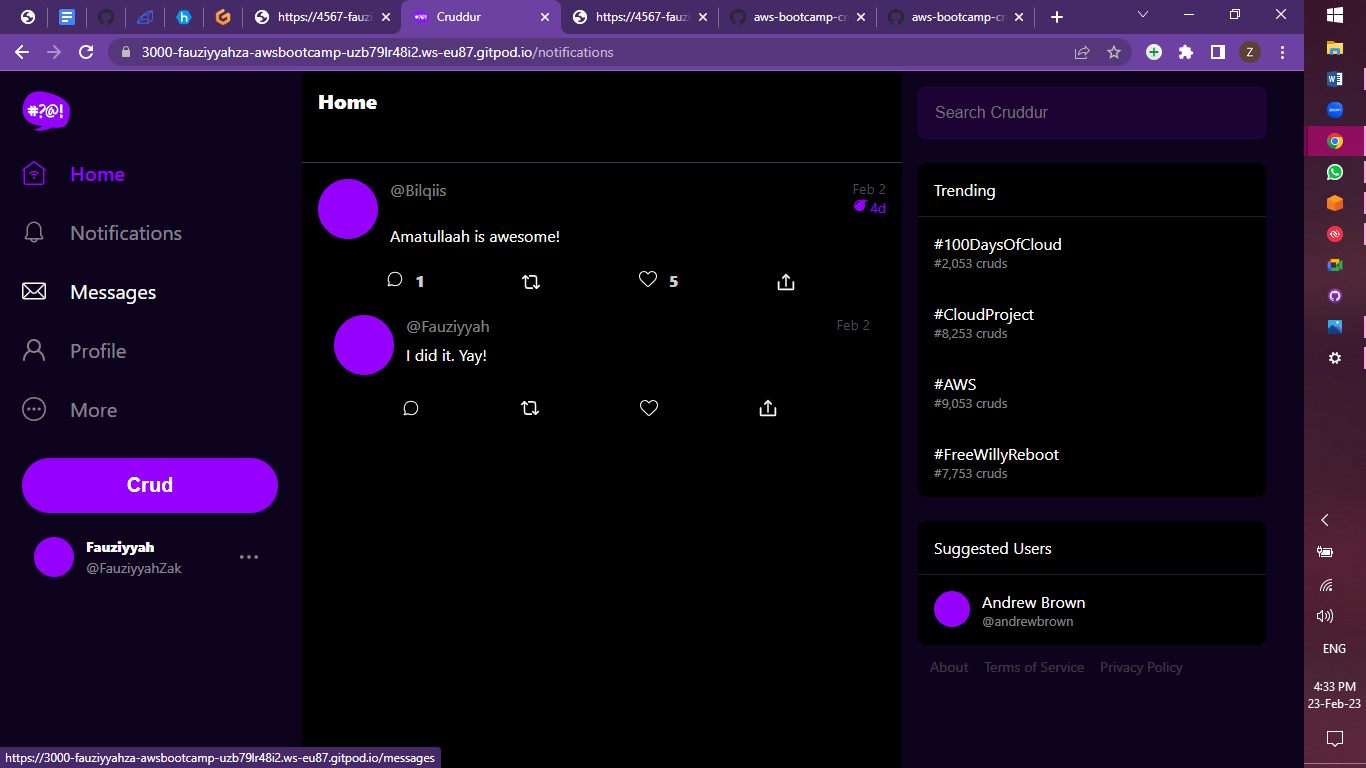 https://4567-fauzi
Cruddur
https://4567-fauzi
aws-bootcamp-cr
aws-bootcamp-cr
3000-fauziyyahza-awsbootcamp-uzb79lr48i2.ws-eu87.gitpod.io/notifications
Z
#?@!
Home
Notifications
Messages
Profile
More
Crud
Fauziyyah
@FauziyyahZak
Home
@Bilqiis
Feb 2
4d
Amatullaah is awesome!
1
5
@Fauziyyah
Feb 2
I did it. Yay!
Search Cruddur
Trending
#100DaysOfCloud
#2,053 cruds
#CloudProject
#8,253 cruds
#AWS
#9,053 cruds
#FreeWillyReboot
#7,753 cruds
Suggested Users
Andrew Brown
@andrewbrown
About Terms of Service Privacy Policy
https://3000-fauziyyahza-awsbootcamp-uzb79lr48i2.ws-eu87.gitpod.io/messages
ENG
4:33 PM
23-Feb-23